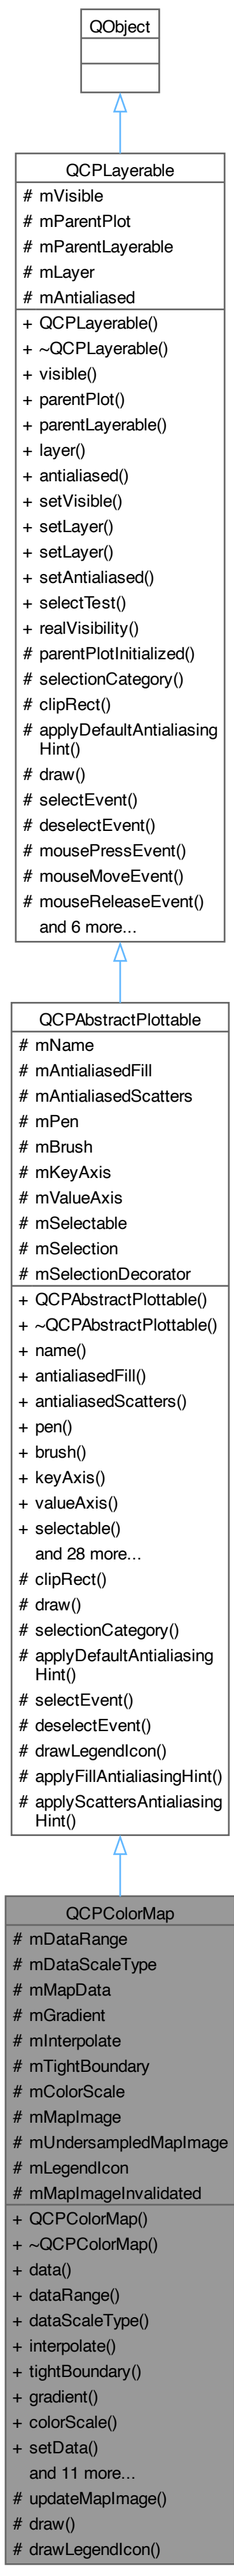 QObject
QCPLayerable
# mVisible
# mParentPlot
# mParentLayerable
# mLayer
# mAntialiased
+ QCPLayerable()
+ ~QCPLayerable()
+ visible()
+ parentPlot()
+ parentLayerable()
+ layer()
+ antialiased()
+ setVisible()
+ setLayer()
+ setLayer()
+ setAntialiased()
+ selectTest()
+ realVisibility()
# parentPlotInitialized()
# selectionCategory()
# clipRect()
# applyDefaultAntialiasing
Hint()
# draw()
# selectEvent()
# deselectEvent()
# mousePressEvent()
# mouseMoveEvent()
# mouseReleaseEvent()
and 6 more...
QCPAbstractPlottable
# mName
# mAntialiasedFill
# mAntialiasedScatters
# mPen
# mBrush
# mKeyAxis
# mValueAxis
# mSelectable
# mSelection
# mSelectionDecorator
+ QCPAbstractPlottable()
+ ~QCPAbstractPlottable()
+ name()
+ antialiasedFill()
+ antialiasedScatters()
+ pen()
+ brush()
+ keyAxis()
+ valueAxis()
+ selectable()
and 28 more...
# clipRect()
# draw()
# selectionCategory()
# applyDefaultAntialiasing
Hint()
# selectEvent()
# deselectEvent()
# drawLegendIcon()
# applyFillAntialiasingHint()
# applyScattersAntialiasing
Hint()
QCPColorMap
# mDataRange
# mDataScaleType
# mMapData
# mGradient
# mInterpolate
# mTightBoundary
# mColorScale
# mMapImage
# mUndersampledMapImage
# mLegendIcon
# mMapImageInvalidated
+ QCPColorMap()
+ ~QCPColorMap()
+ data()
+ dataRange()
+ dataScaleType()
+ interpolate()
+ tightBoundary()
+ gradient()
+ colorScale()
+ setData()
and 11 more...
# updateMapImage()
# draw()
# drawLegendIcon()